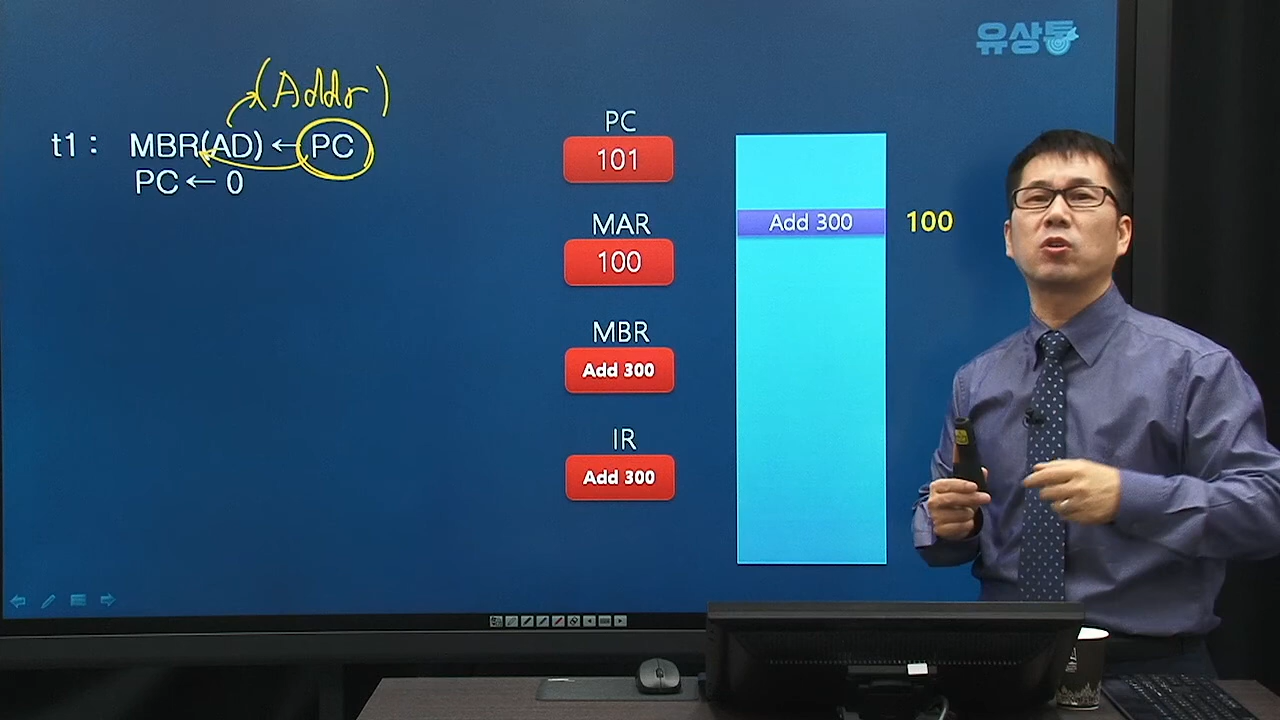 유상통
(Addr)
t1 : MBR(AD) ← PC
PC ← 0
PC
101
MAR
100
MBR
Add 300
IR
Add 300
Add 300
100